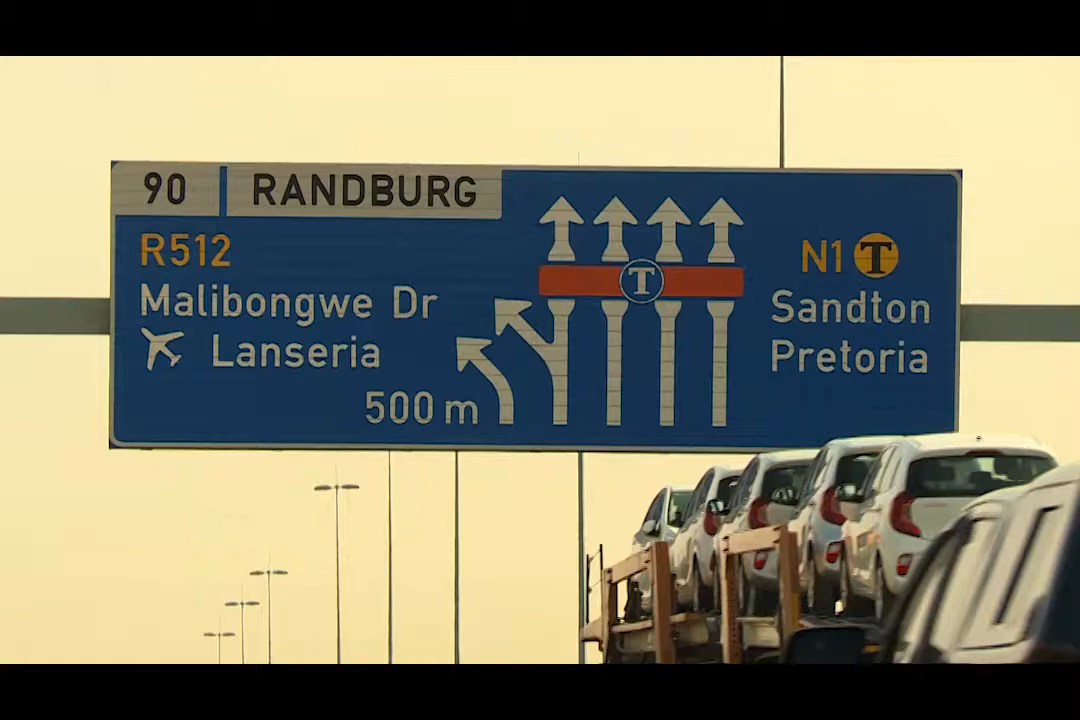 90 RANDBURG
R512
Malibongwe Dr
Lanseria
500 m
T
N1 T
Sandton
Pretoria